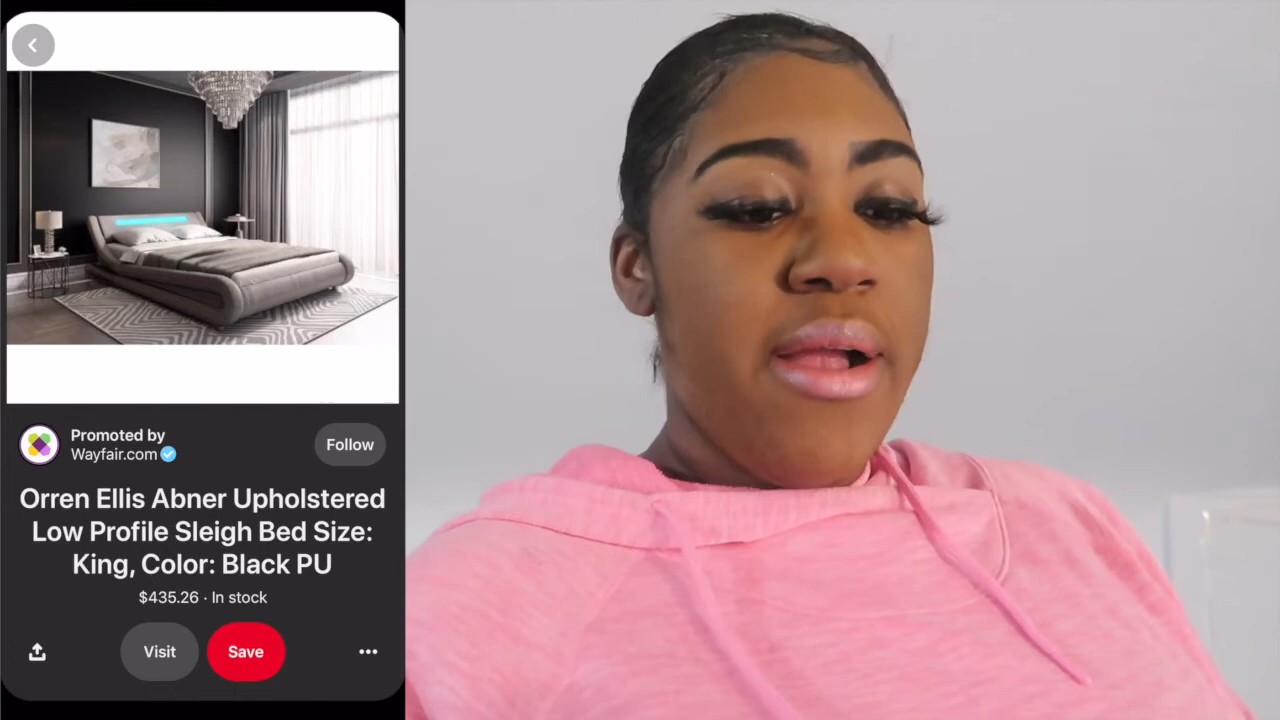 Promoted by
Wayfair.com
Follow
Orren Ellis Abner Upholstered
Low Profile Sleigh Bed Size:
King, Color: Black PU
$435.26 · In stock
Visit
Save